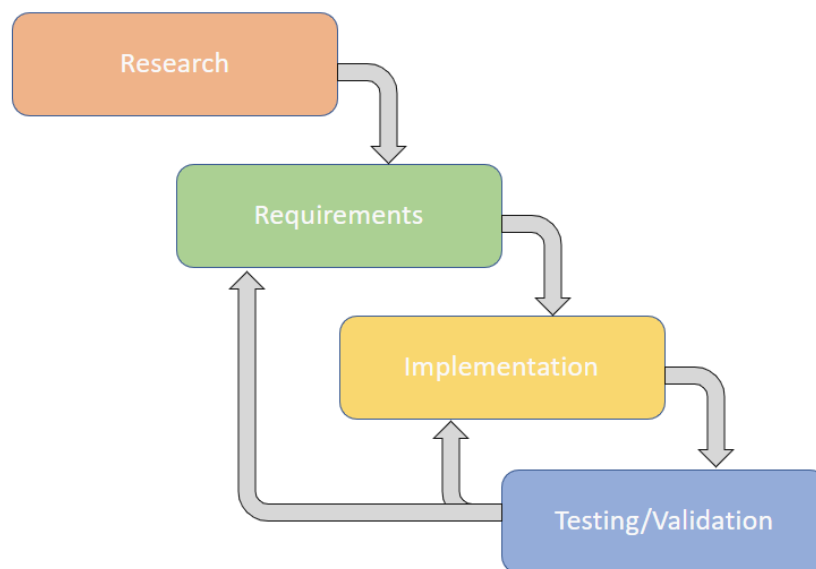 Research
Requirements
Implementation
Testing/Validation